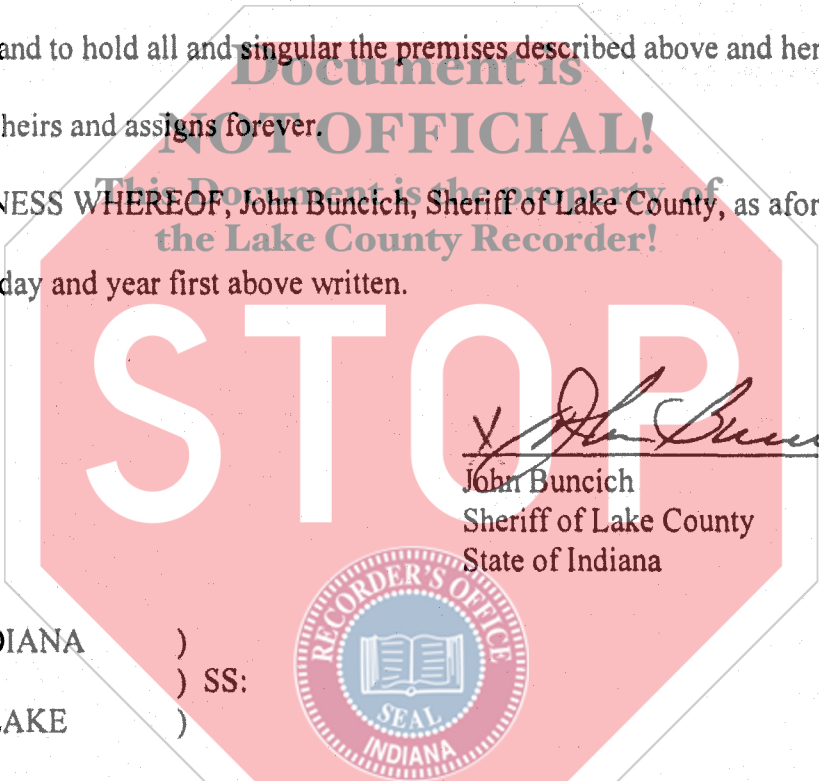 and to hold all and singular the premises described above and her
Document is
NOT OFFICIAL!
heirs and assigns forever.
This Document is the property of
the Lake County Recorder!
NESS WHEREOF, John Buncich, Sheriff of Lake County, as afor
day and year first above written.
STOP
X John Bunc
John Buncich
Sheriff of Lake County
State of Indiana
RECORDER'S OFFICE
SEAL
INDIANA
DIANA )
) SS:
LAKE )